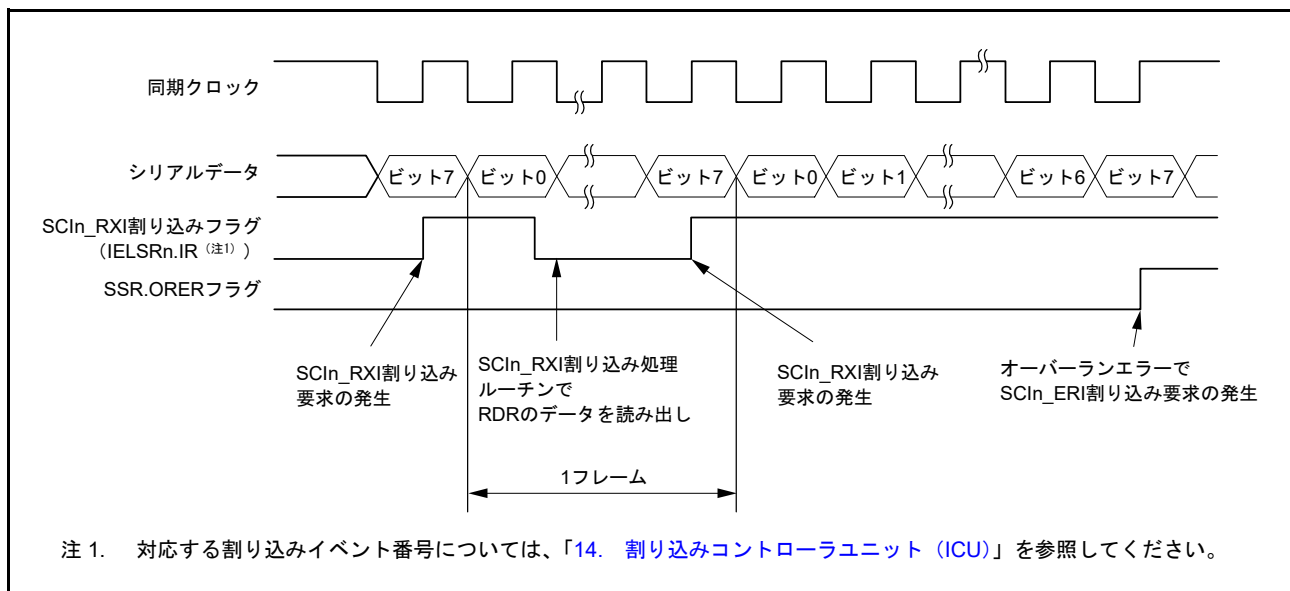 同期クロック
シリアルデータ
ビット7
ビット0
ビット7
ビット0
ビット1
ビット6
ビット7
SCIn_RXI割り込みフラグ
（IELSRn.IR（注1））
SSR.ORERフラグ
SCIn_RXI割り込み
要求の発生
SCIn_RXI割り込み処理
ルーチンで
RDRのデータを読み出し
SCIn_RXI割り込み
要求の発生
オーバーランエラーで
SCIn_ERI割り込み要求の発生
1フレーム
注 1. 対応する割り込みイベント番号については、「14. 割り込みコントローラユニット（ICU）」を参照してください。